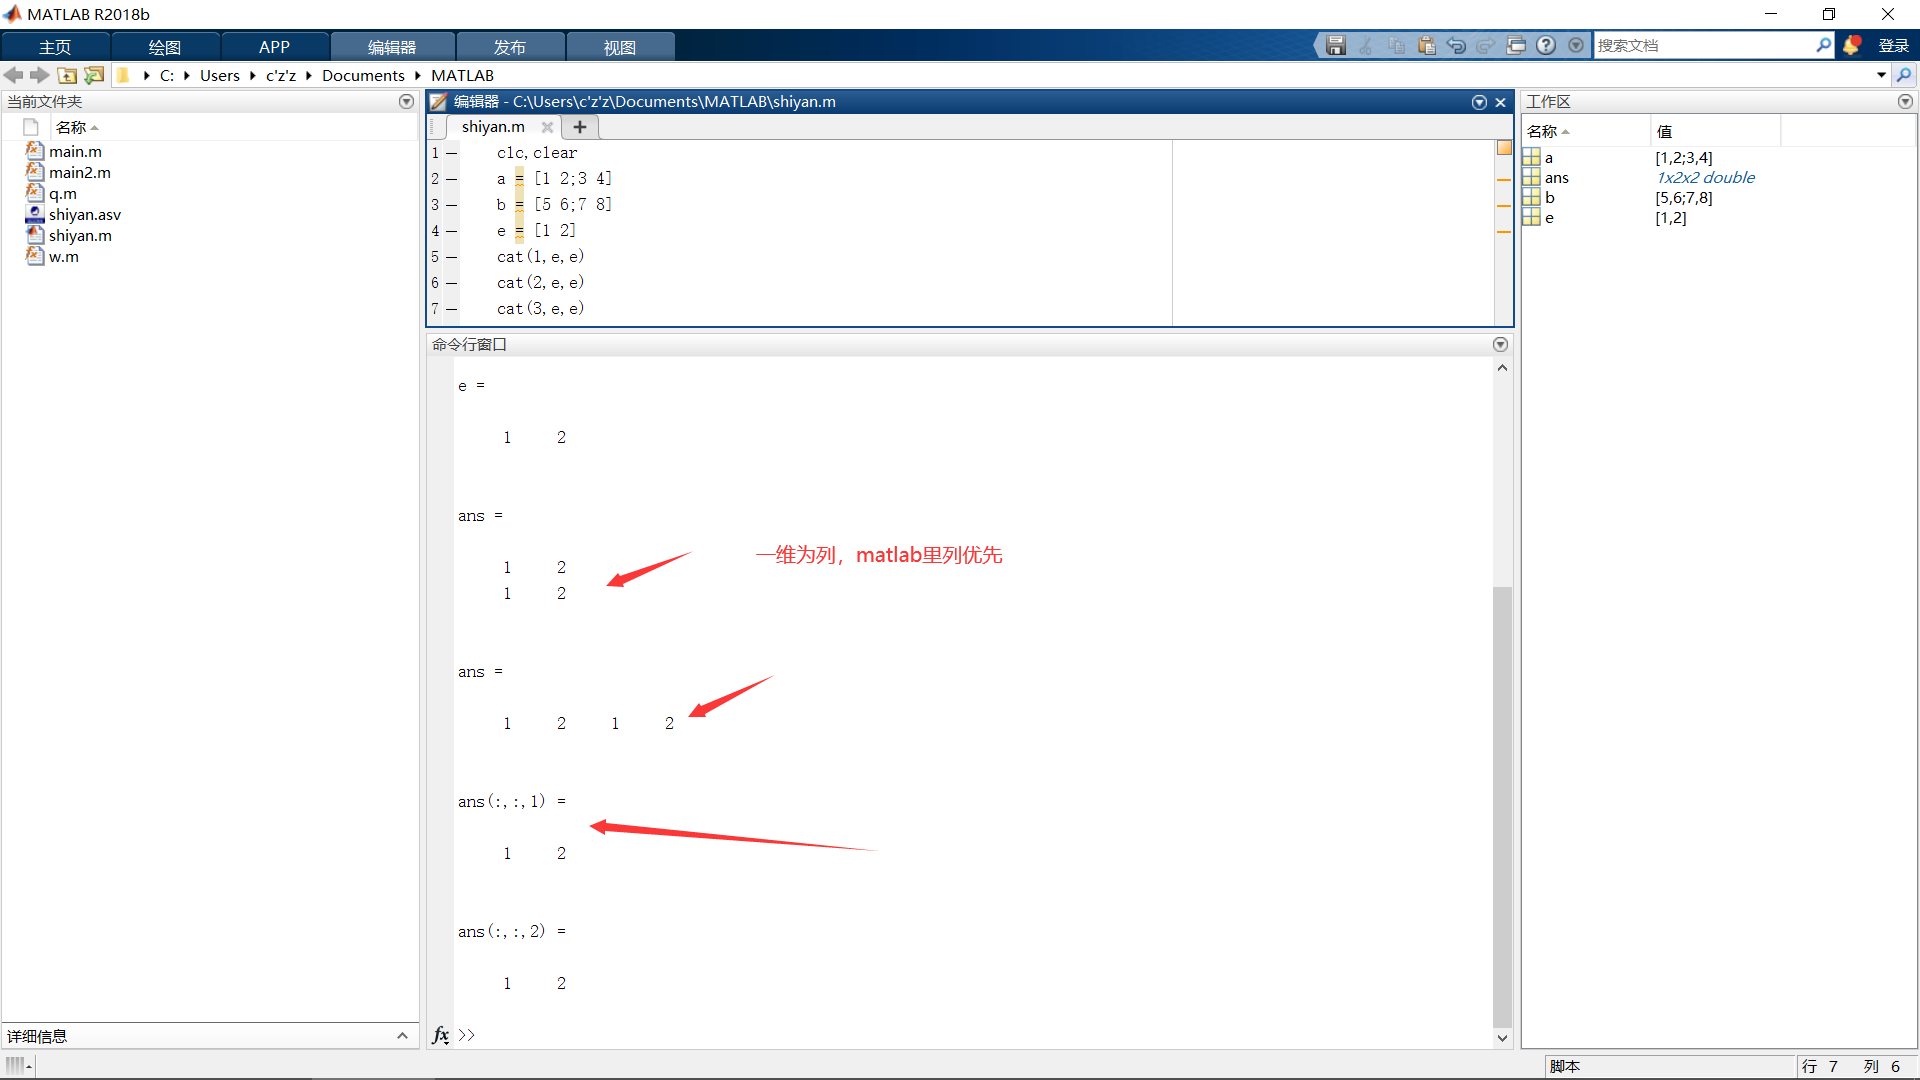 MATLAB R2018b
主页 绘图 APP 编辑器 发布 视图
搜索文档
登录
C: Users c'z'z Documents MATLAB
当前文件夹
名称
main.m
main2.m
q.m
shiyan.asv
shiyan.m
w.m
详细信息
编辑器 - C:\Users\c'z'z\Documents\MATLAB\shiyan.m
shiyan.m
1 — clc,clear
2 — a = [1 2;3 4]
3 — b = [5 6;7 8]
4 — e = [1 2]
5 — cat(1,e,e)
6 — cat(2,e,e)
7 — cat(3,e,e)
命令行窗口
e =
1 2
ans =
1 2
1 2
一维为列，matlab里列优先
ans =
1 2 1 2
ans(:,:,1) =
1 2
ans(:,:,2) =
1 2
fx >>
工作区
名称 值
a [1,2;3,4]
ans 1x2x2 double
b [5,6;7,8]
e [1,2]
脚本
行 7 列 6